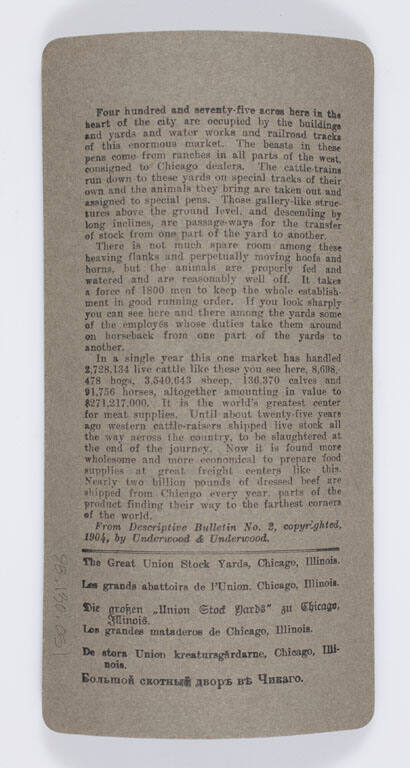 Four hundred and seventy-five acres here in the
heart of the city are occupied by the buildings
and yards and water works and railroad tracks
of this enormous market. The beasts in these
pens come from ranches in all parts of the west,
consigned to Chicago dealers. The cattle-trains
run down to these yards on special tracks of their
own and the animals they bring are taken out and
assigned to special pens. Those gallery-like struc-
tures above the ground level, and descending by
long inclines, are passage-ways for the transfer
of stock from one part of the yard to another.
There is not much spare room among these
heaving flanks and perpetually moving hoofs and
horns, but the animals are properly fed and
watered and are reasonably well off. It takes
a force of 1800 men to keep the whole establish-
ment in good running order. If you look sharply
you can see here and there among the yards some
of the employés whose duties take them around
on horseback from one part of the yards to
another.
In a single year this one market has handled
2,728,134 live cattle like these you see here, 8,698,-
478 hogs, 3,540,643 sheep, 136,370 calves and
91,756 horses, altogether amounting in value to
$271,217,000. It is the world's greatest center
for meat supplies. Until about twenty-five years
ago western cattle-raisers shipped live stock all
the way across the country, to be slaughtered at
the end of the journey. Now it is found more
wholesome and more economical to prepare food
supplies at great freight centers like this.
Nearly two billion pounds of dressed beef are
shipped from Chicago every year, parts of the
product finding their way to the farthest corners
of the world.
From Descriptive Bulletin No. 2, copyrighted,
1904, by Underwood & Underwood.
The Great Union Stock Yards, Chicago, Illinois.
Les grands abattoirs de l'Union, Chicago, Illinois.
Die großen „Union Stock Yards" zu Chicago,
Illinois.
Los grandes mataderos de Chicago, Illinois.
De stora Union kreatursgårdarne, Chicago, Illi-
nois.
Большой скотный дворъ въ Чикаго.